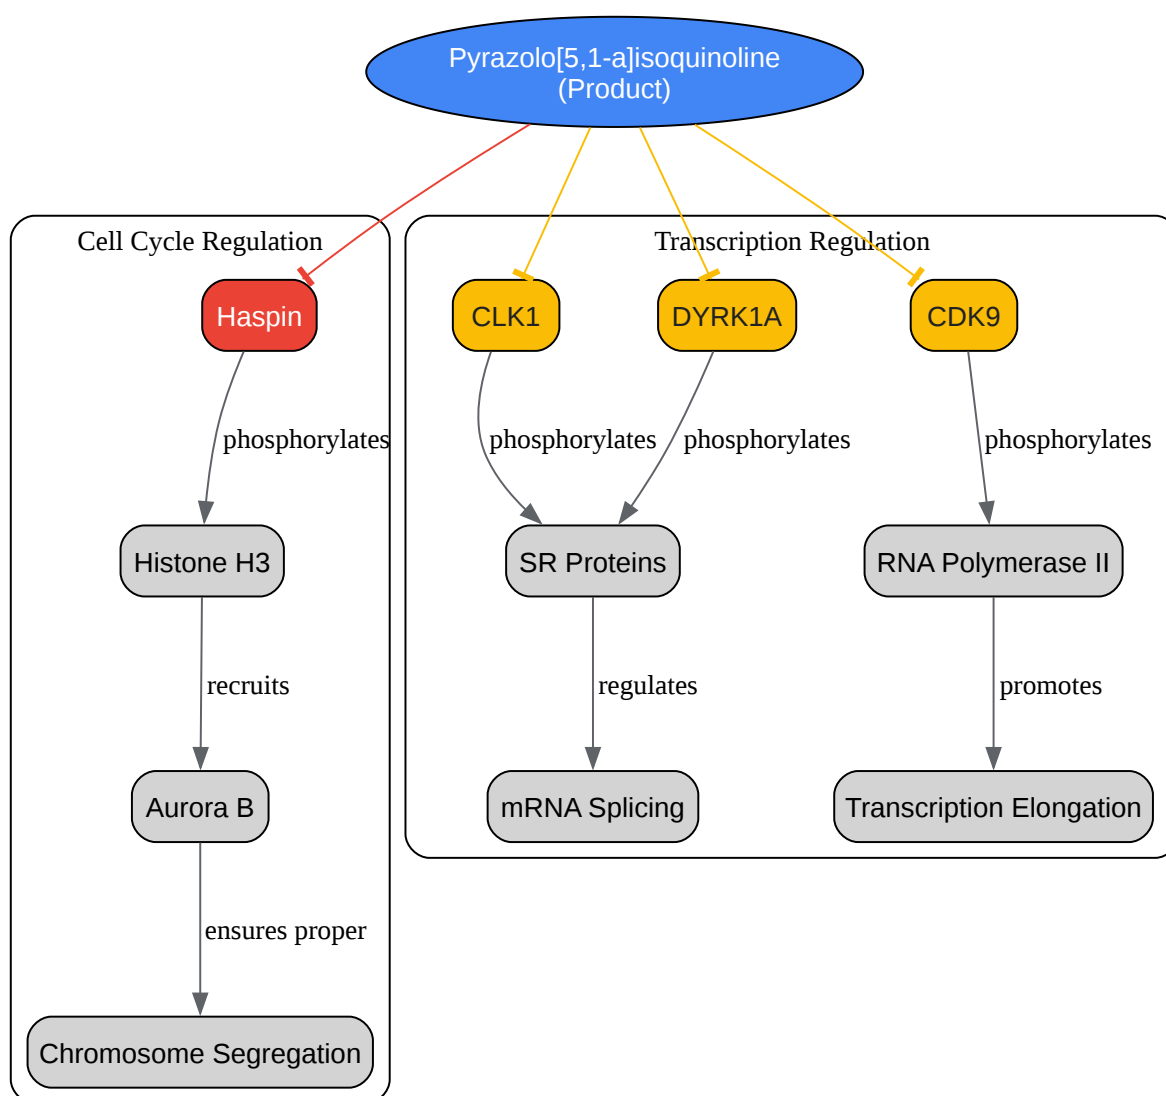 Pyrazolo[5,1-a]isoquinoline
(Product)
Cell Cycle Regulation
Transcription Regulation
Haspin
CLK1
DYRK1A
CDK9
phosphorylates
phosphorylates
phosphorylates
phosphorylates
Histone H3
SR Proteins
RNA Polymerase II
recruits
regulates
promotes
Aurora B
mRNA Splicing
Transcription Elongation
ensures proper
Chromosome Segregation